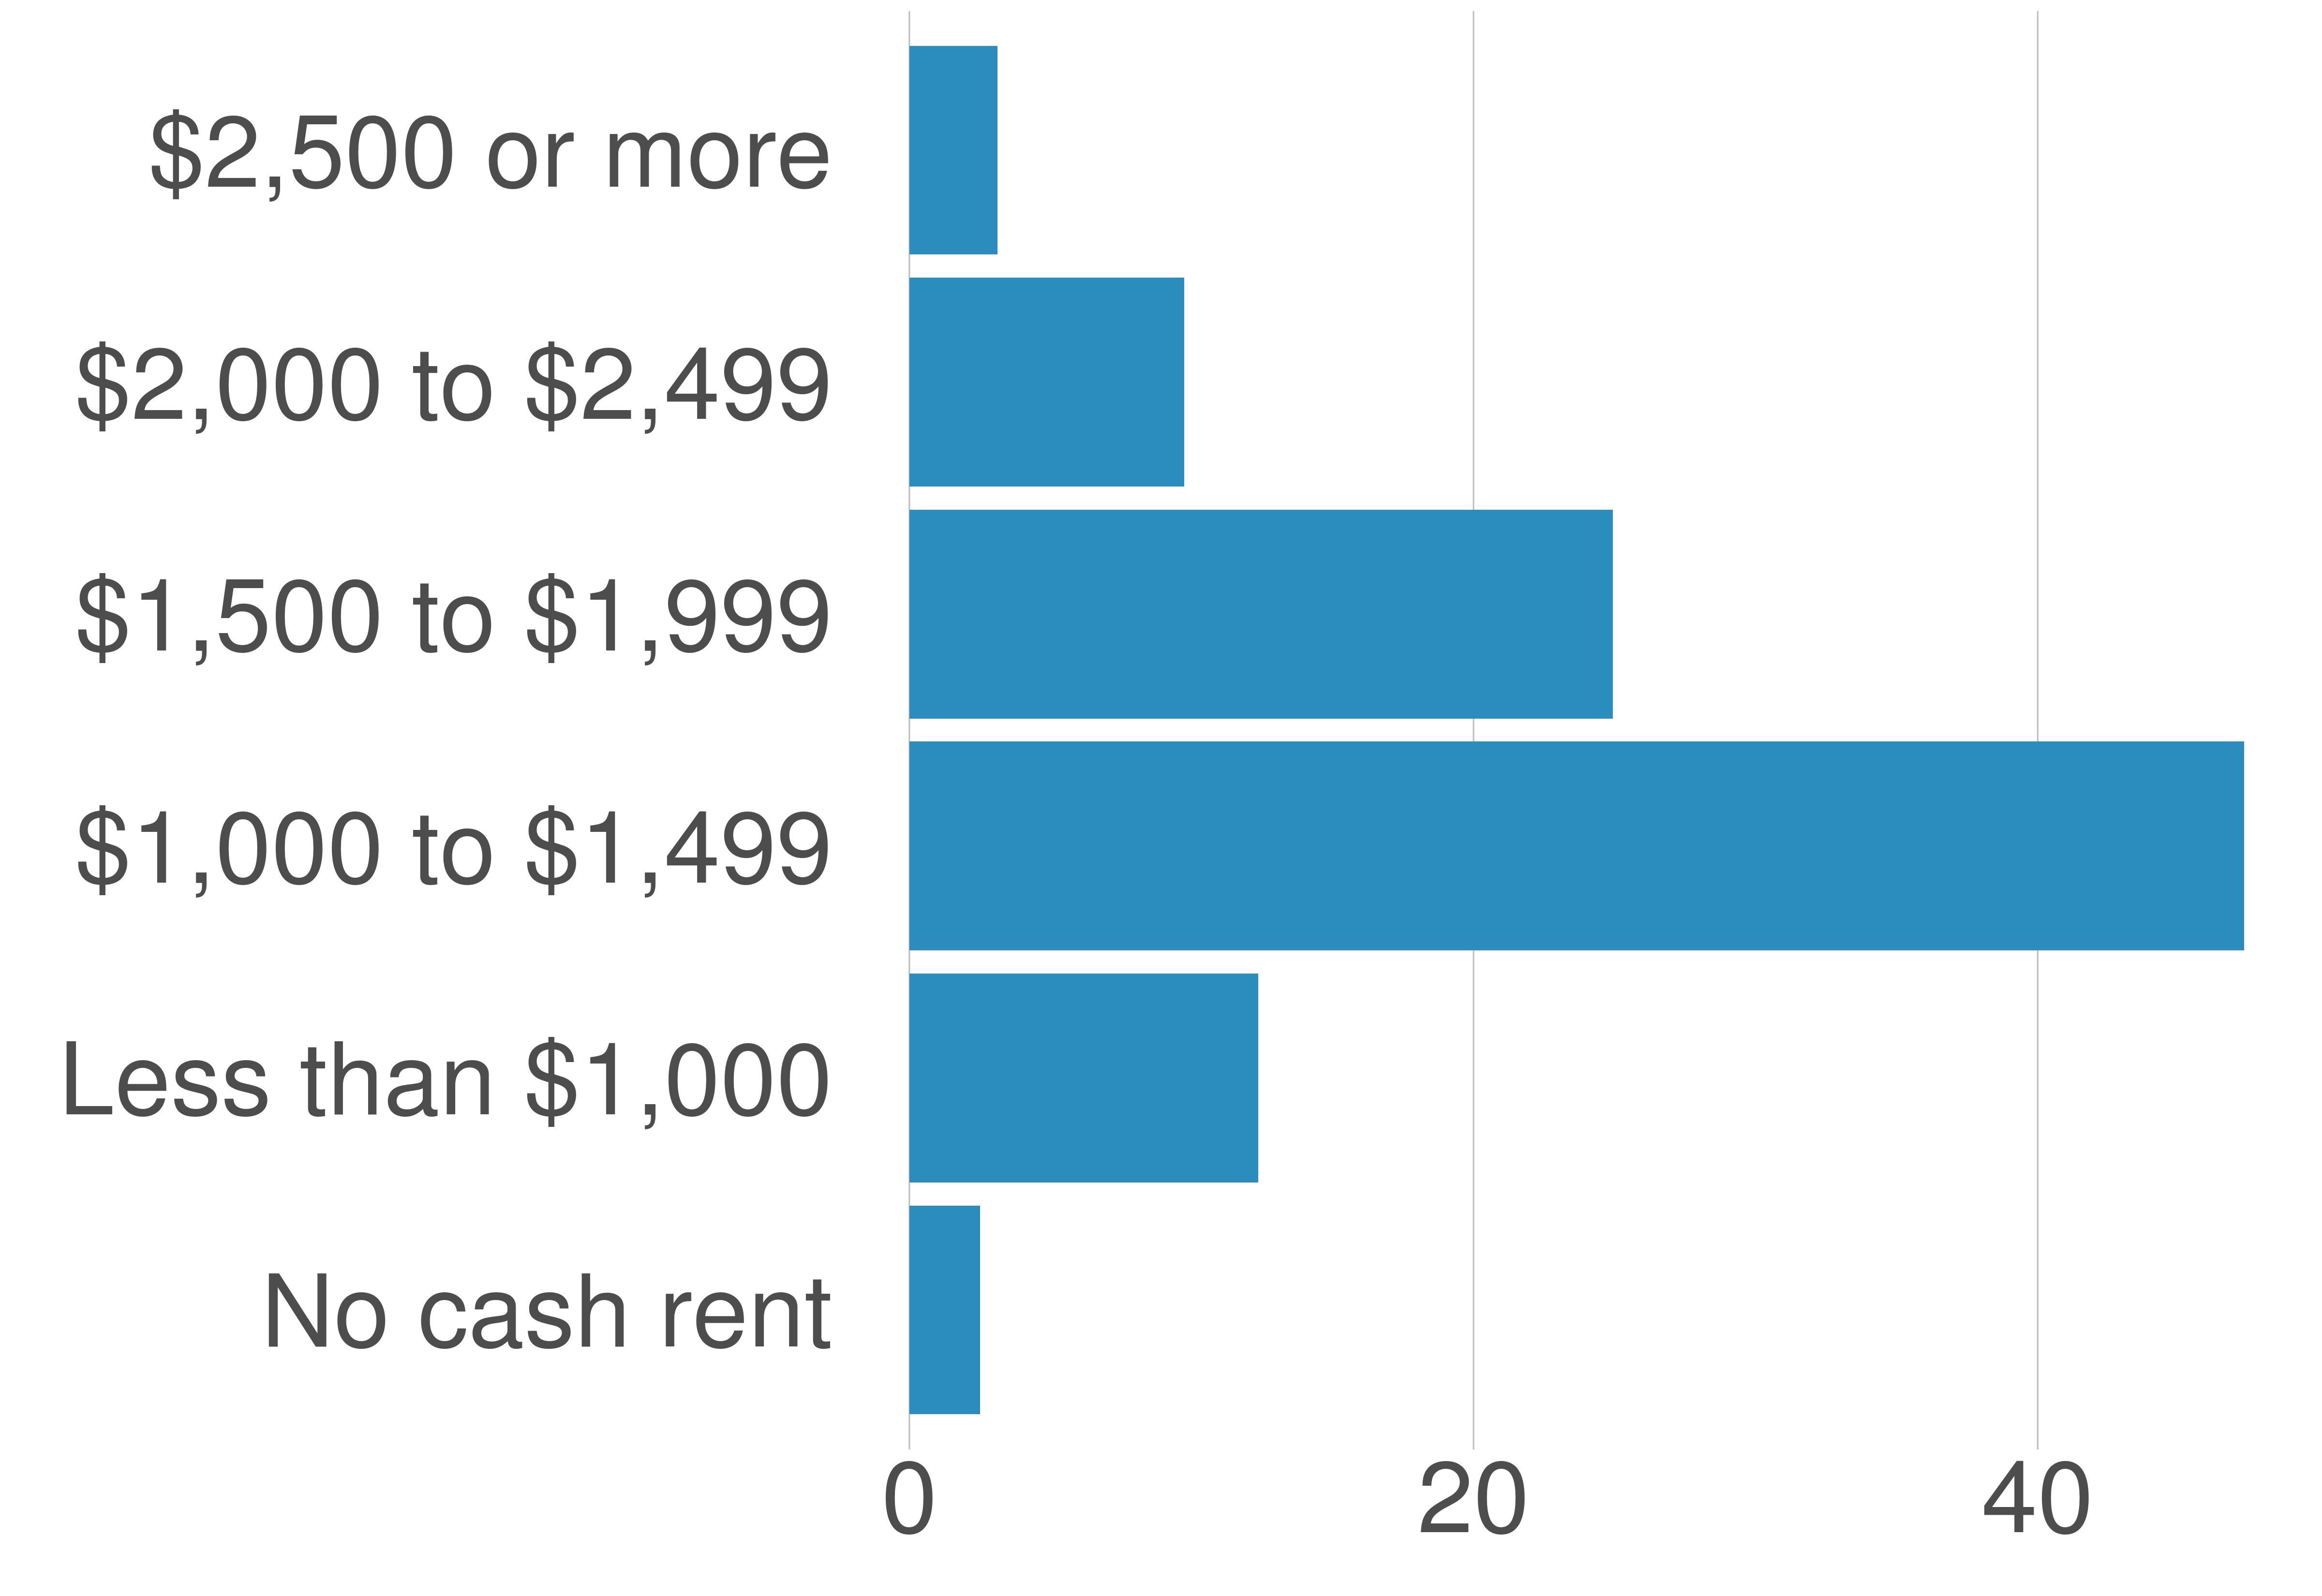 $2,500 or more
$2,000 to $2,499
$1,500 to $1,999
$1,000 to $1,499
Less than $1,000
No cash rent
0 20 40